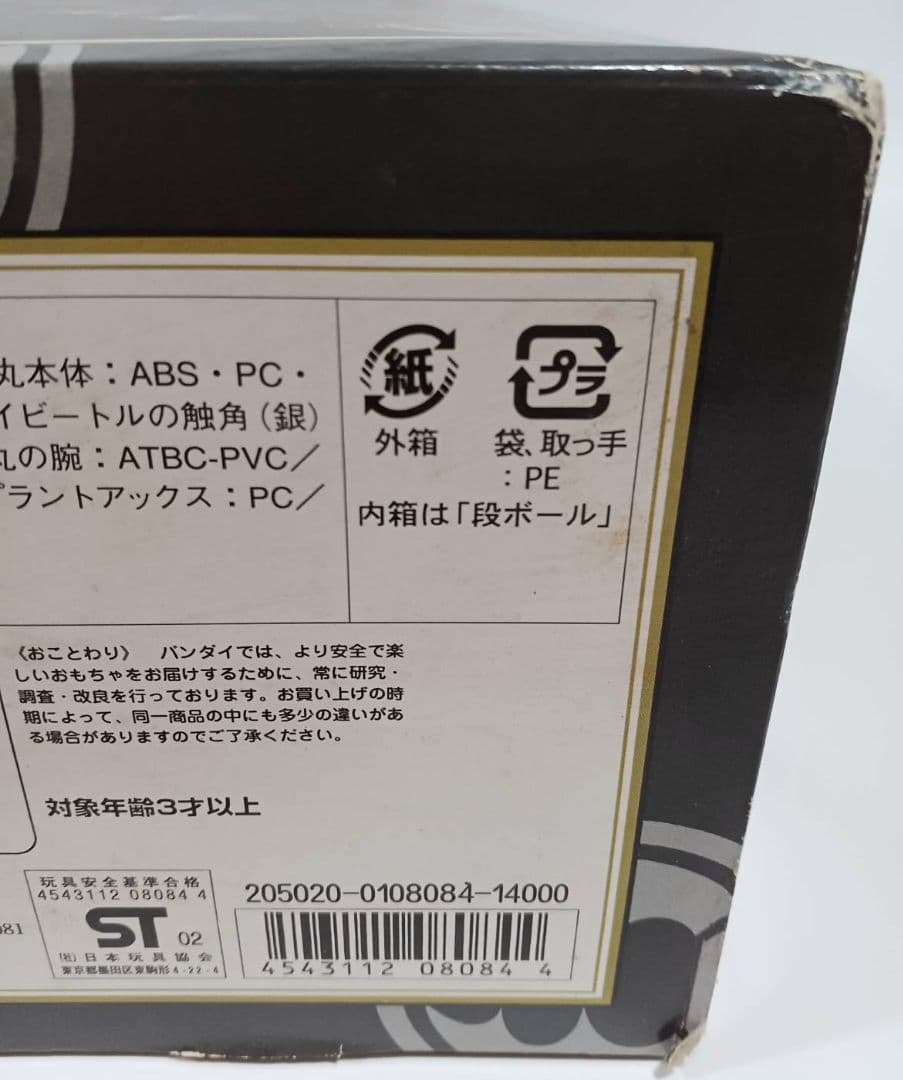 丸本体：ABS・PC・
イビートルの触角（銀）
丸の腕：ATBC-PVC／
プラントアックス：PC／
紙
外箱
プラ
袋、取っ手
：PE
内箱は「段ボール」
《おことわり》　バンダイでは、より安全で楽
しいおもちゃをお届けするために、常に研究・
調査・改良を行っております。お買い上げの時
期によって、同一商品の中にも多少の違いがあ
る場合がありますのでご了承ください。
対象年齢3才以上
玩具安全基準合格
4543112 08084 4
ST 02
(社)日本玩具協会
東京都墨田区東駒形4-22-4
081
205020-0108084-14000
4543112 080844